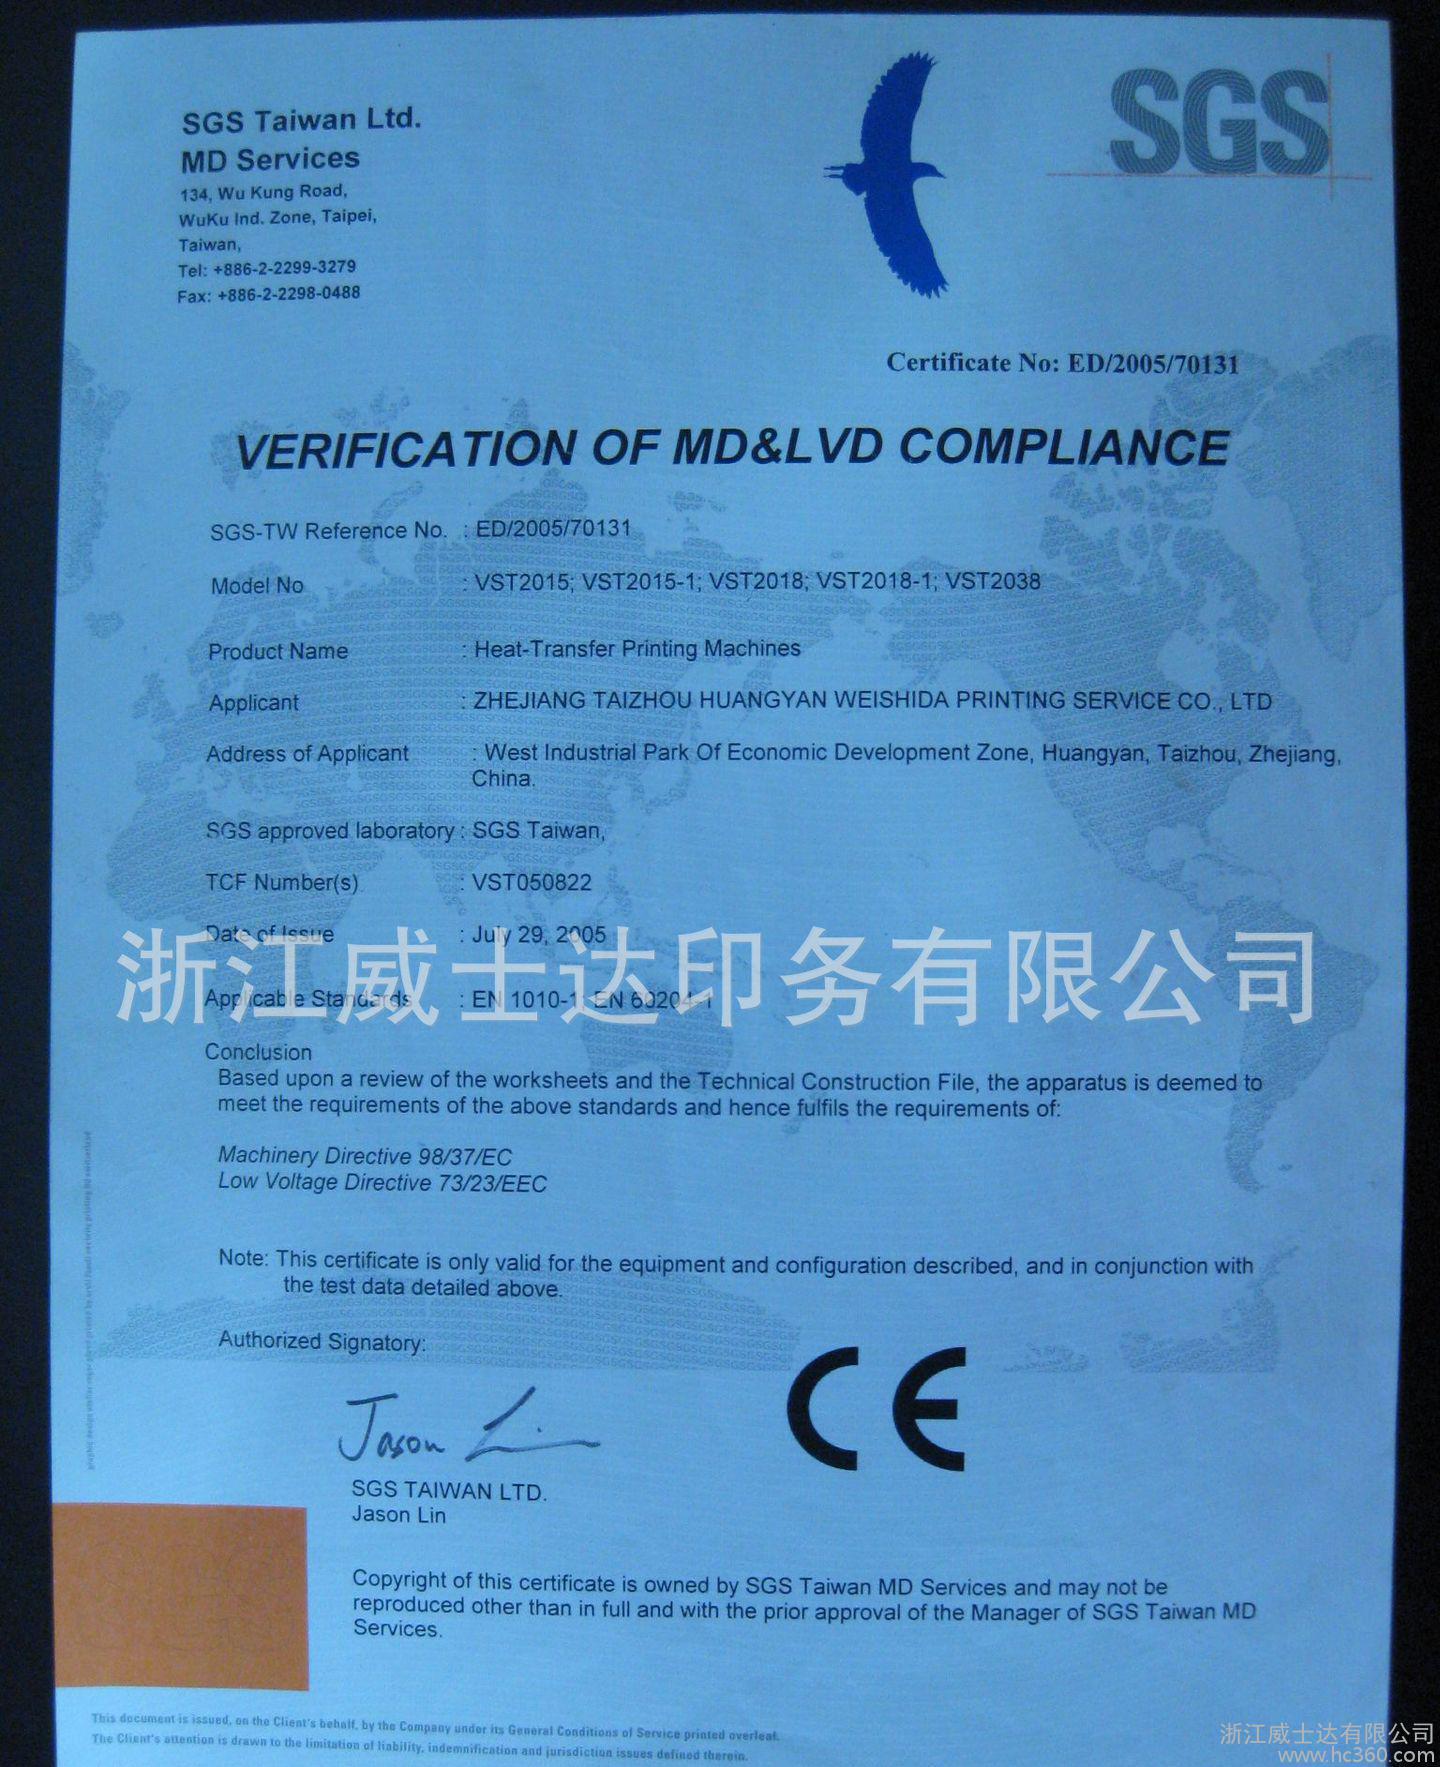 SGS Taiwan Ltd.
MD Services
134, Wu Kung Road,
WuKu Ind. Zone, Taipei,
Taiwan,
Tel: +886-2-2299-3279
Fax: +886-2-2298-0488
SGS
Certificate No: ED/2005/70131
VERIFICATION OF MD&LVD COMPLIANCE
SGS-TW Reference No. : ED/2005/70131
Model No : VST2015; VST2015-1; VST2018; VST2018-1; VST2038
Product Name : Heat-Transfer Printing Machines
Applicant : ZHEJIANG TAIZHOU HUANGYAN WEISHIDA PRINTING SERVICE CO., LTD
Address of Applicant : West Industrial Park Of Economic Development Zone, Huangyan, Taizhou, Zhejiang,
China.
SGS approved laboratory : SGS Taiwan,
TCF Number(s) : VST050822
Date of Issue : July 29, 2005
浙江威士达印务有限公司
Applicable Standards : EN 1010-1; EN 60204-1
Conclusion
Based upon a review of the worksheets and the Technical Construction File, the apparatus is deemed to
meet the requirements of the above standards and hence fulfils the requirements of:
Machinery Directive 98/37/EC
Low Voltage Directive 73/23/EEC
Note: This certificate is only valid for the equipment and configuration described, and in conjunction with
the test data detailed above.
Authorized Signatory:
Jason Lin
CE
SGS TAIWAN LTD.
Jason Lin
Copyright of this certificate is owned by SGS Taiwan MD Services and may not be
reproduced other than in full and with the prior approval of the Manager of SGS Taiwan MD
Services.
This document is issued, on the Client's behalf, by the Company under its General Conditions of Service printed overleaf.
The Client's attention is drawn to the limitation of liability, indemnification and jurisdiction issues defined therein.
浙江威士达有限公司
www.hc360.com